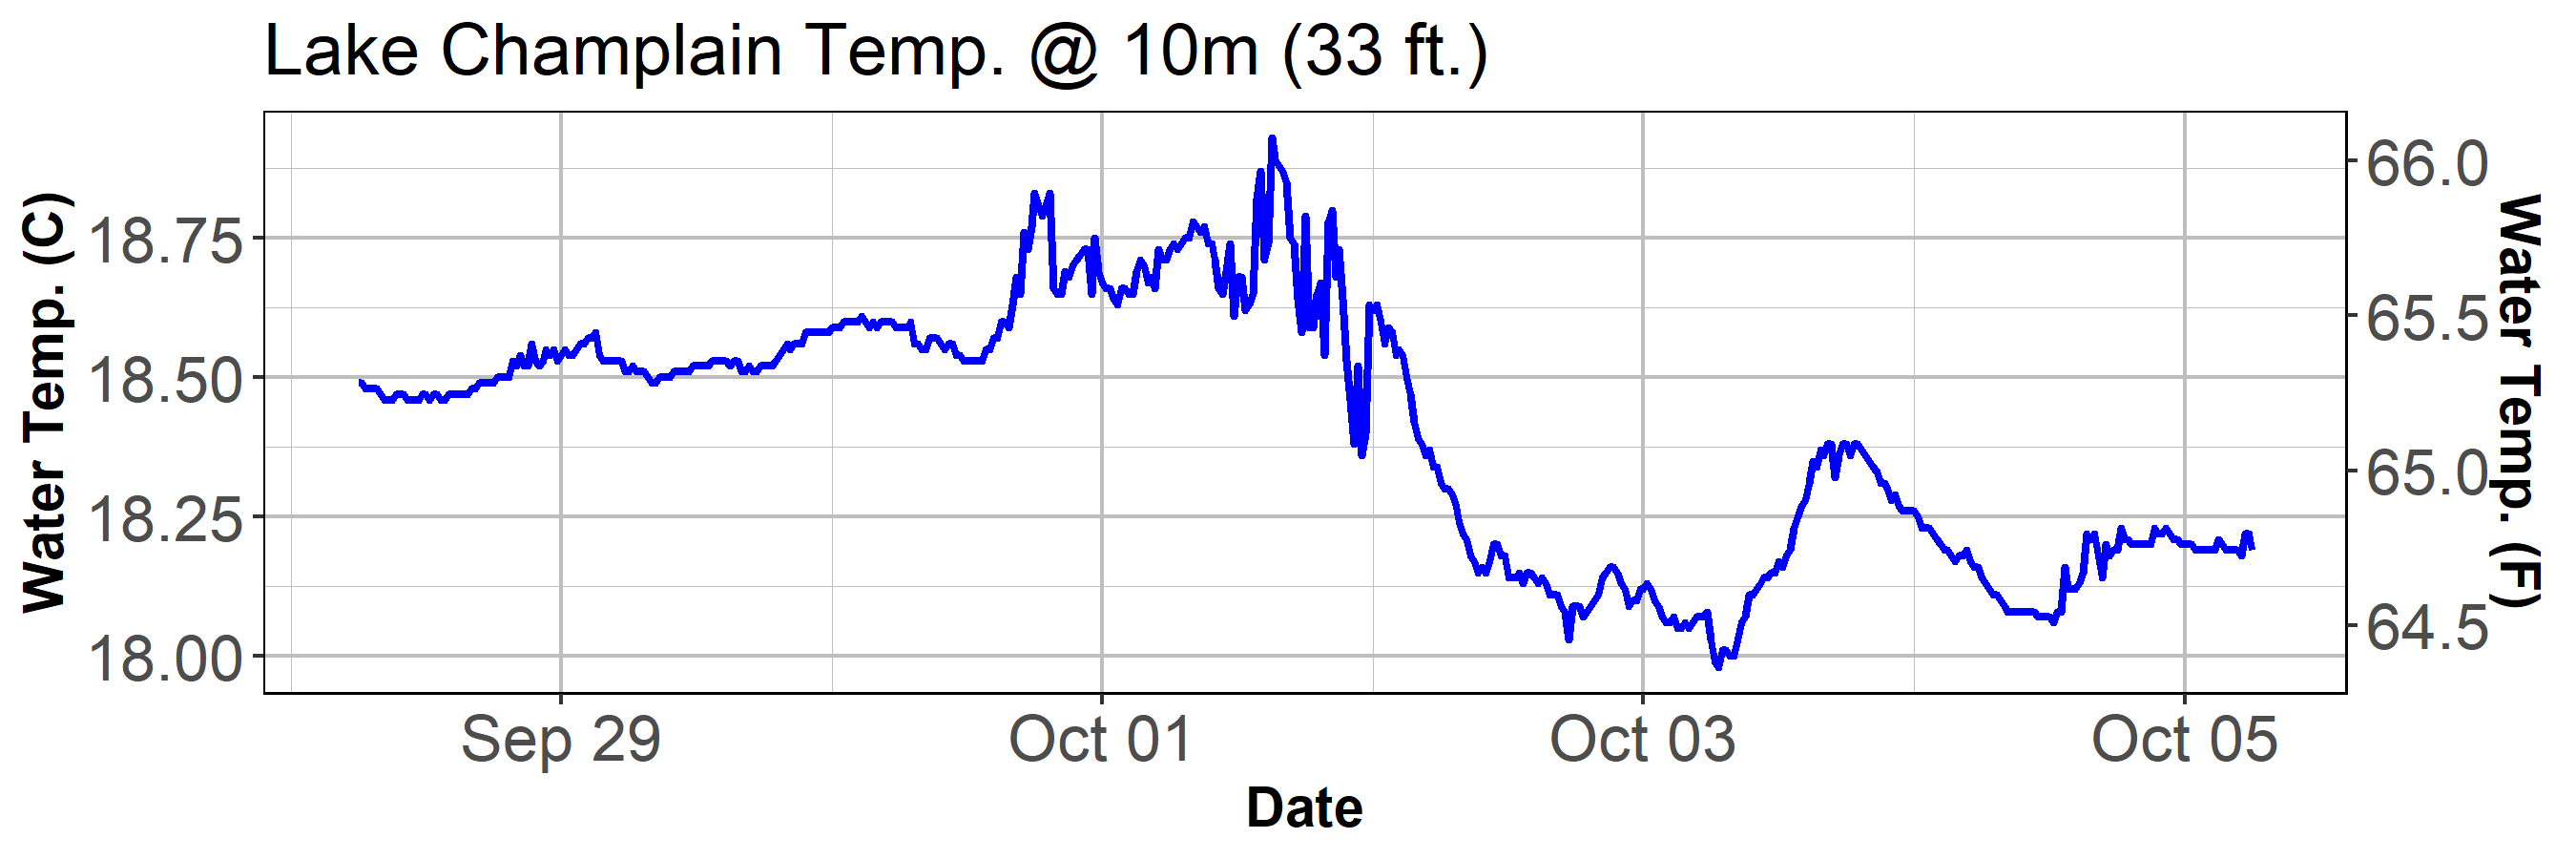 Lake Champlain Temp. @ 10m (33 ft.)
Water Temp. (C)
18.75
18.50
18.25
18.00
66.0
65.5
65.0
64.5
Water Temp. (F)
Sep 29
Oct 01
Oct 03
Oct 05
Date